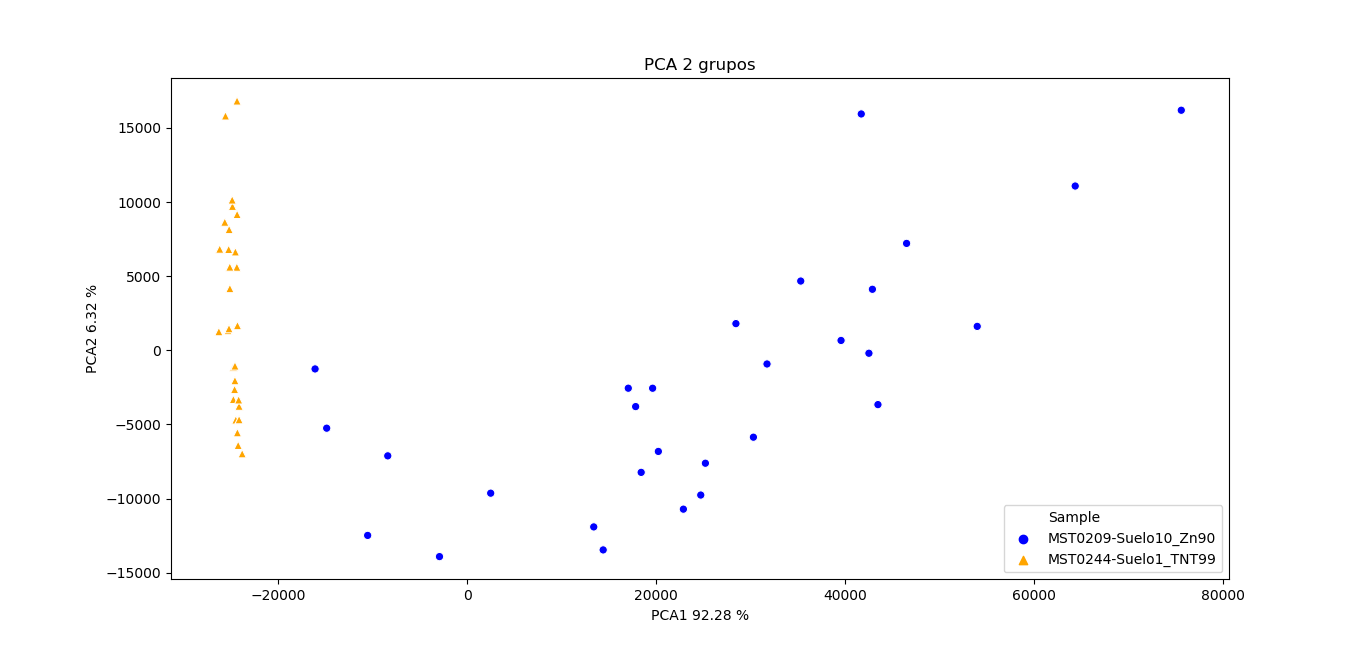 PCA 2 grupos
15000
10000
5000
0
−5000
−10000
−15000
PCA2 6.32 %
−20000
0
20000
40000
60000
80000
PCA1 92.28 %
Sample
MST0209-Suelo10_Zn90
MST0244-Suelo1_TNT99